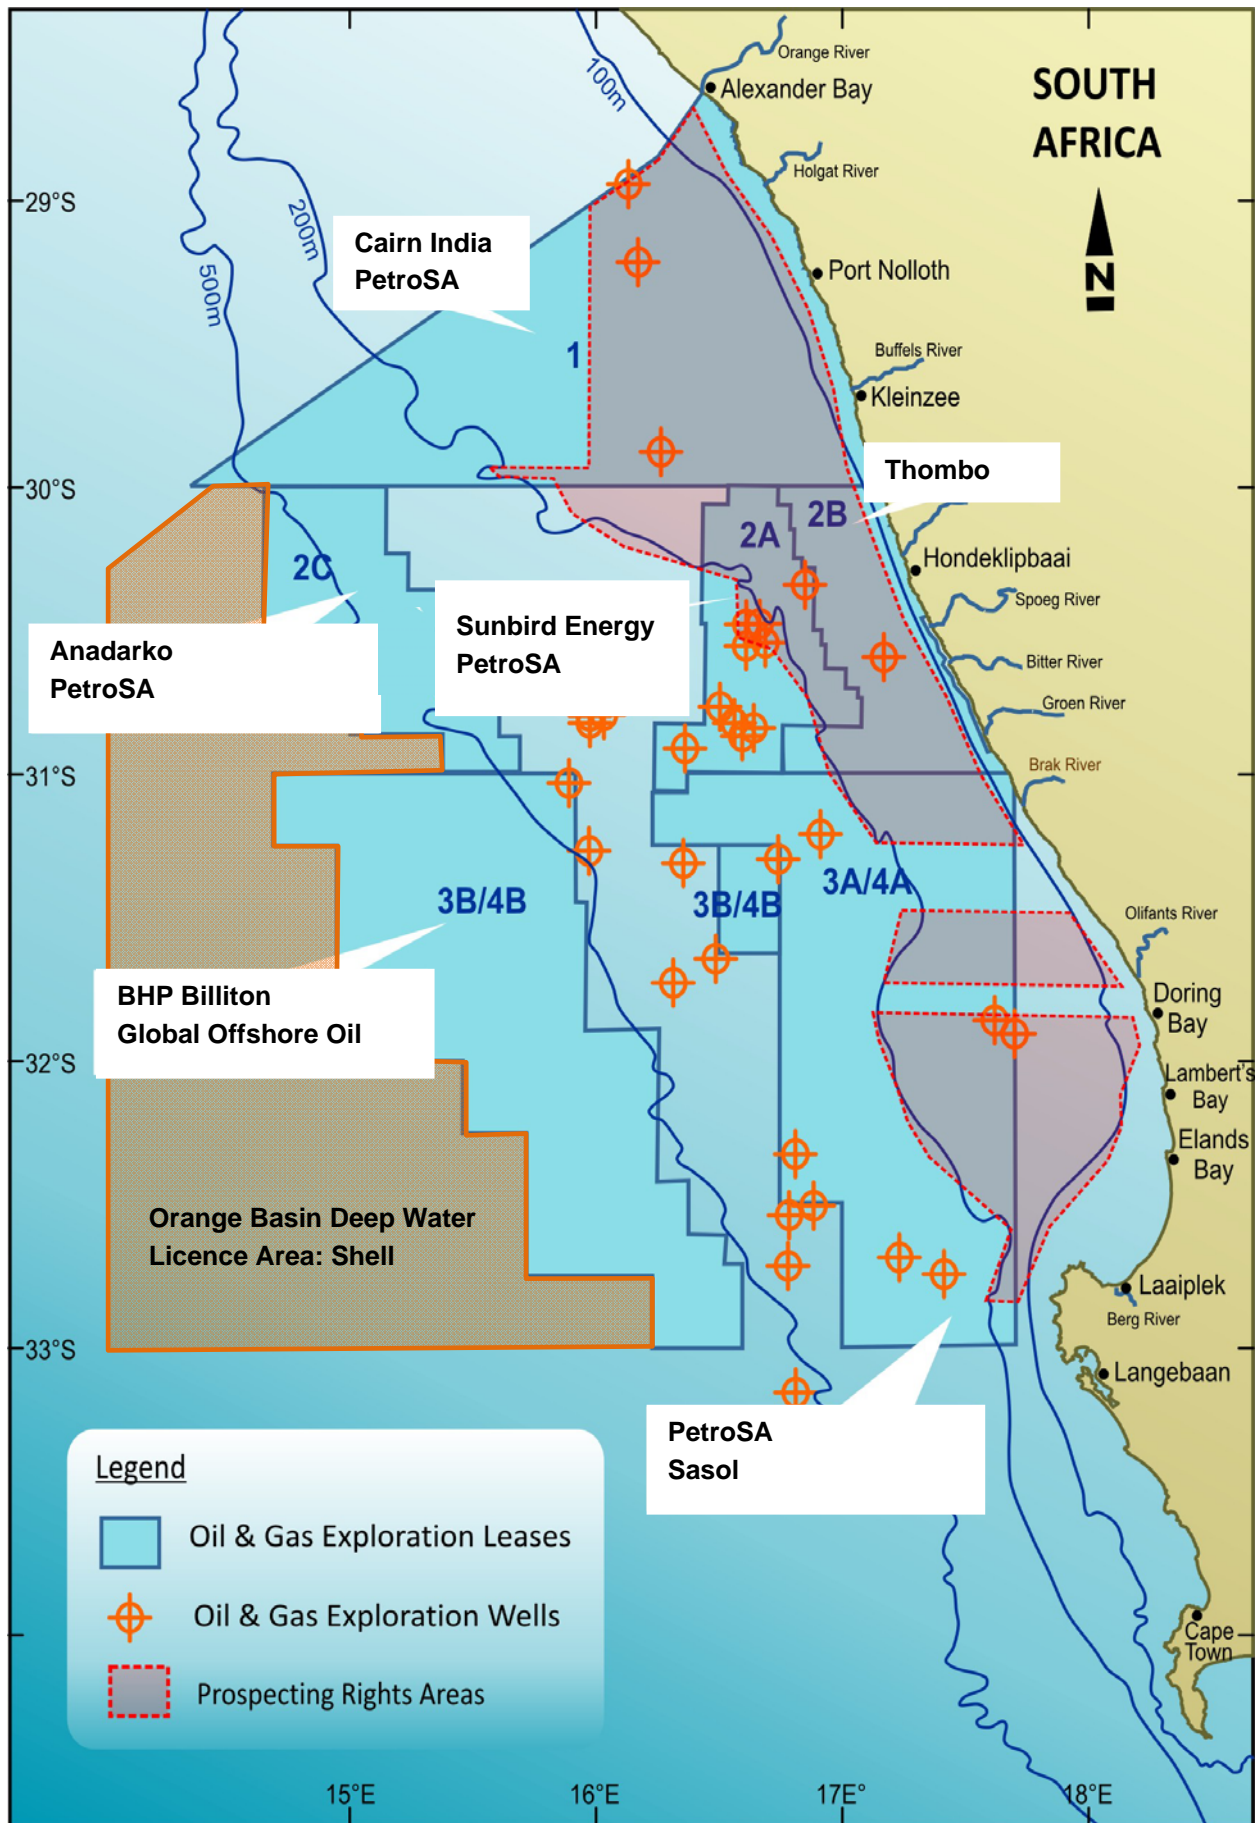 Orange River
SOUTH
AFRICA
100m
Alexander Bay
Holgat River
29°S
200m
500m
Cairn India
PetroSA
Port Nolloth
N
1
Buffels River
Kleinzee
Thombo
30°S
2B
2A
2C
Hondeklipbaai
Spoeg River
Sunbird Energy
PetroSA
Anadarko
PetroSA
Bitter River
Groen River
31°S
Brak River
3A/4A
3B/4B
3B/4B
Olifants River
BHP Billiton
Global Offshore Oil
Doring
Bay
32°S
Lambert's
Bay
Elands
Bay
Orange Basin Deep Water
Licence Area: Shell
Laaiplek
Berg River
33°S
Langebaan
PetroSA
Sasol
Legend
Oil & Gas Exploration Leases
Oil & Gas Exploration Wells
Prospecting Rights Areas
Cape
Town
15°E
16°E
17E°
18°E